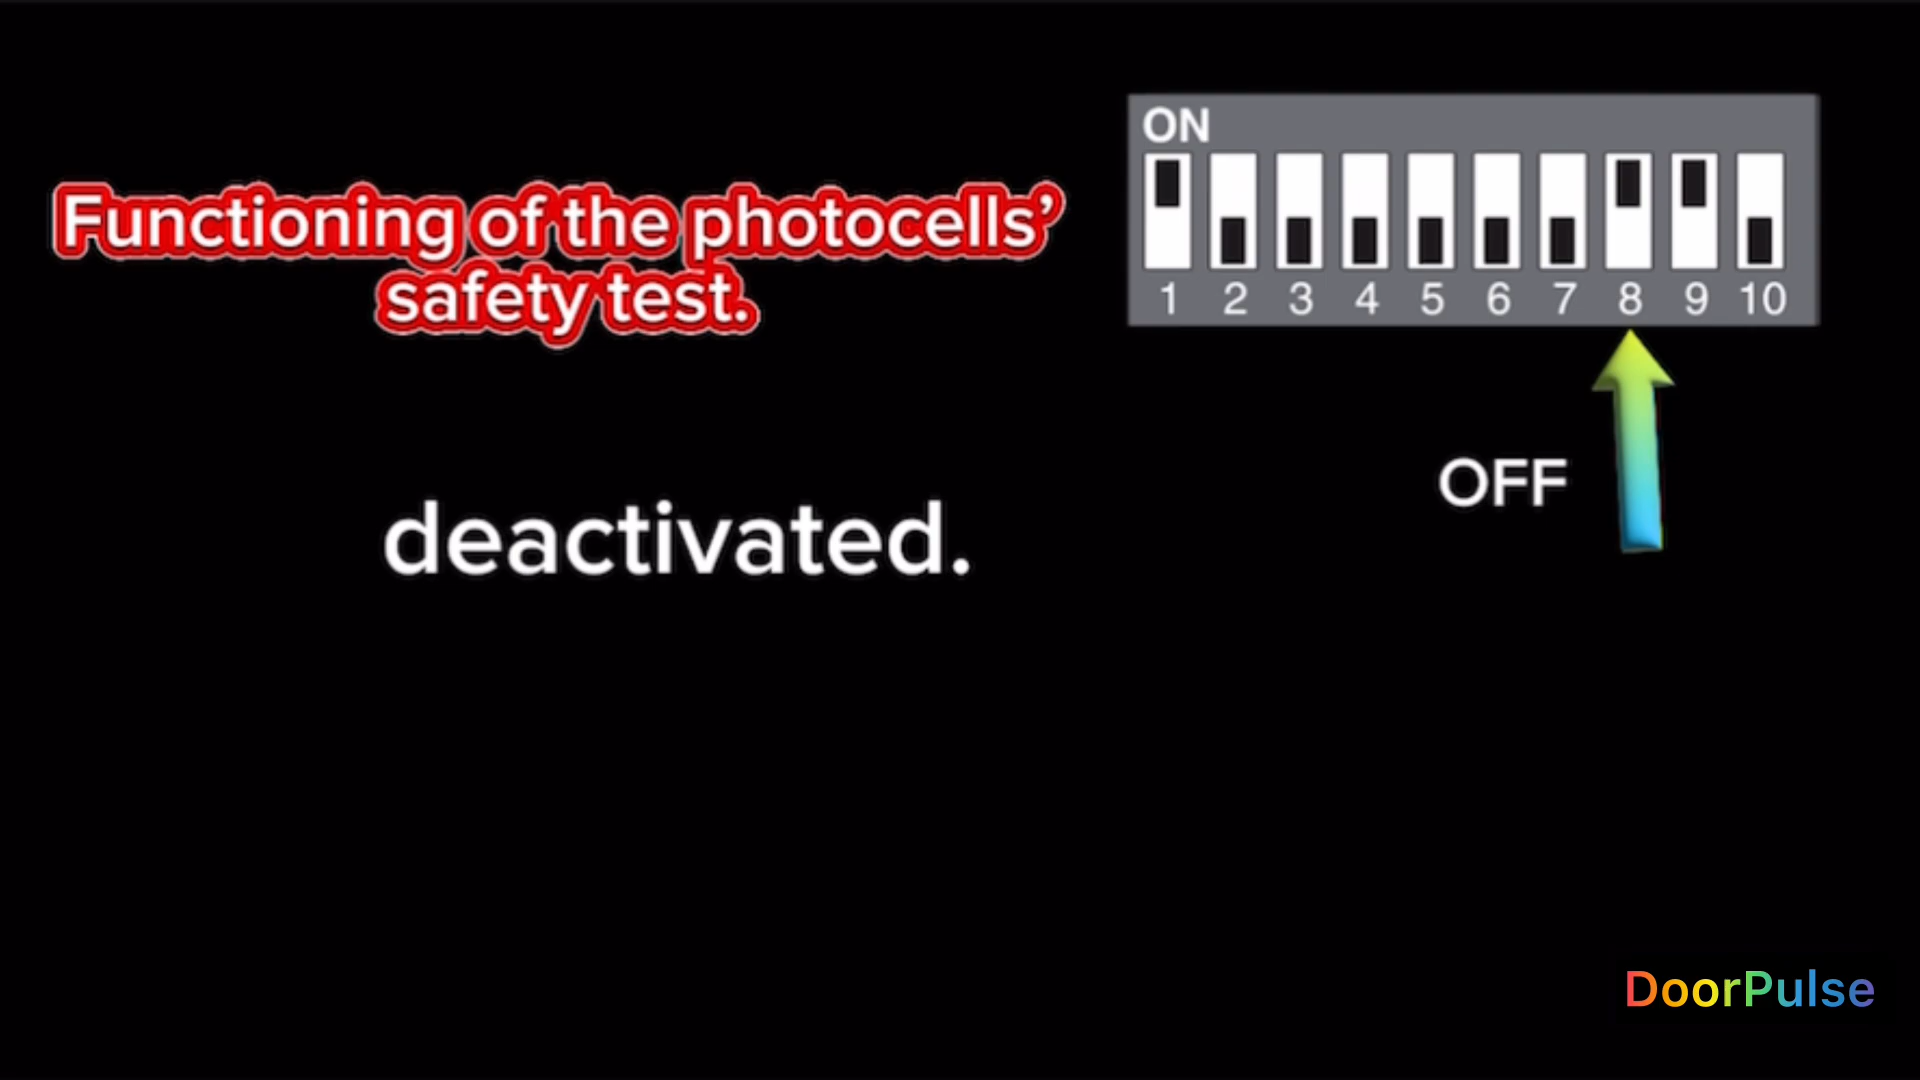 Functioning of the photocells’
safety test.
deactivated.
ON
1 2 3 4 5 6 7 8 9 10
OFF
DoorPulse